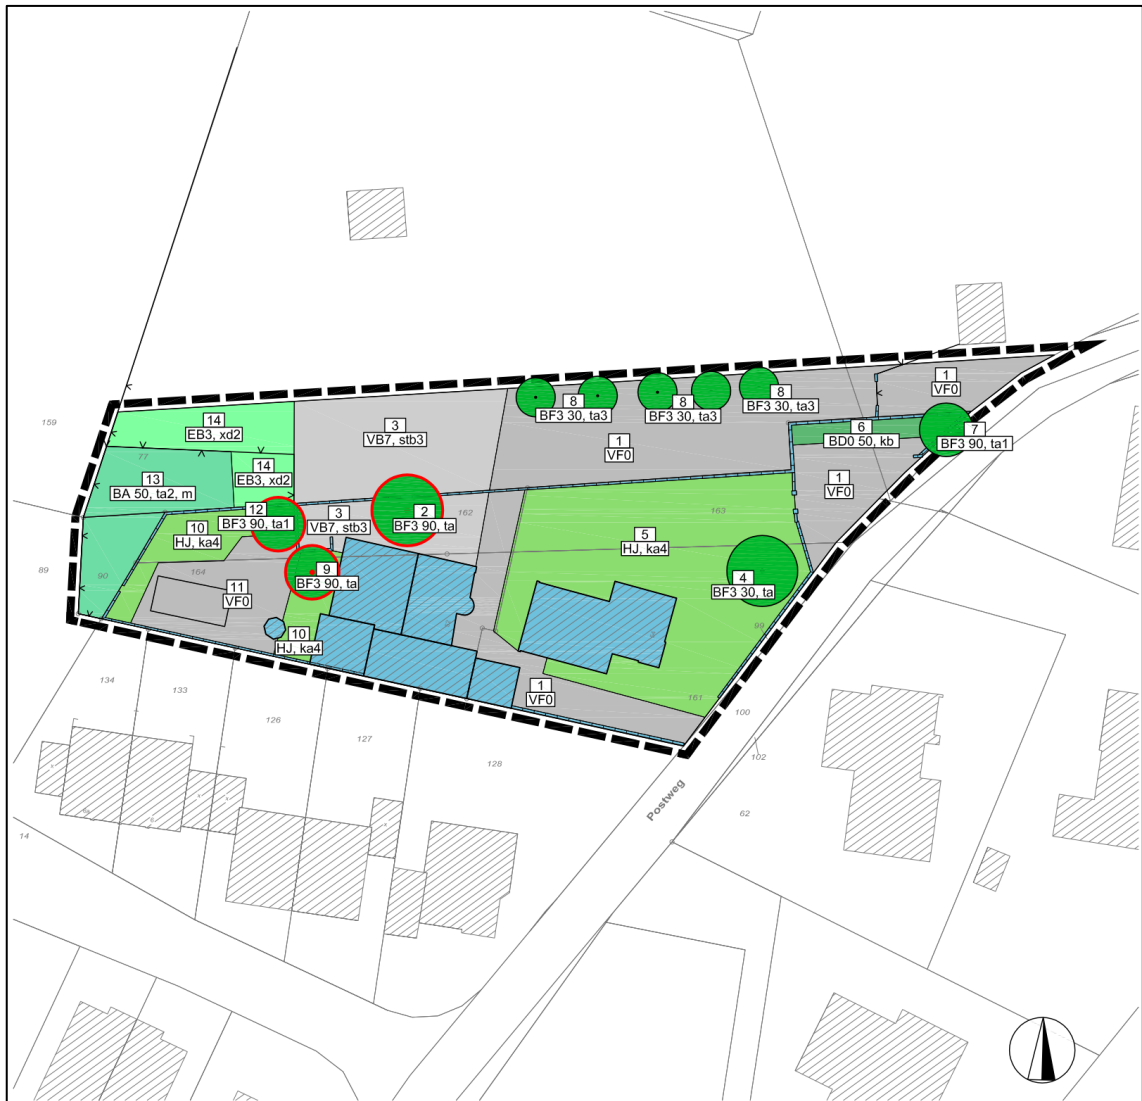 1
VF0
159
8
BF3 30, ta3
8
BF3 30, ta3
8
BF3 30, ta3
14
EB3, xd2
3
VB7, stb3
1
VF0
6
BD0 50, kb
7
BF3 90, ta1
77
14
EB3, xd2
13
BA 50, ta2, m
1
VF0
12
BF3 90, ta1
3
VB7, stb3
2
BF3 90, ta
162
163
10
HJ, ka4
5
HJ, ka4
89
90
164
9
BF3 90, ta
4
BF3 30, ta
11
VF0
99
10
HJ, ka4
3
1
VF0
161
100
134
133
126
127
128
102
Postweg
62
14